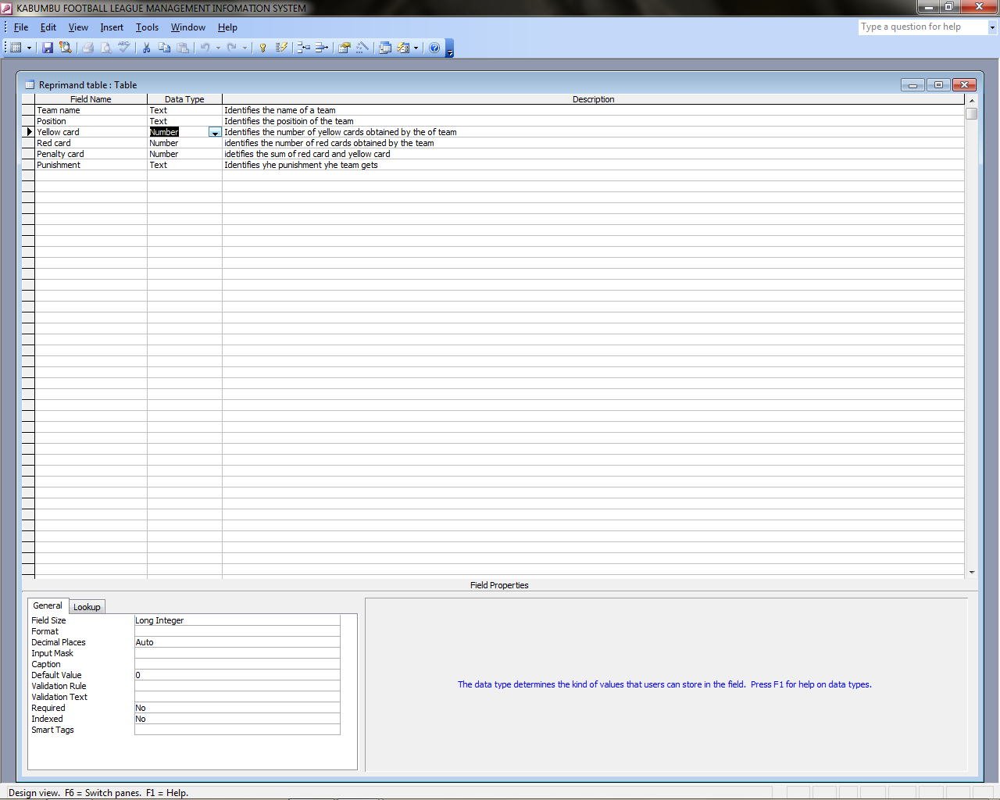 KABUMBU FOOTBALL LEAGUE MANAGEMENT INFOMATION SYSTEM
File Edit View Insert Tools Window Help Type a question for help
Reprimand table : Table
Field Name Data Type Description
Team name Text Identifies the name of a team
Position Text Identifies the positioin of the team
Yellow card Number Identifies the number of yellow cards obtained by the of team
Red card Number identifies the number of red cards obtained by the team
Penalty card Number idetifies the sum of red card and yellow card
Punishment Text Identifies yhe punishment yhe team gets
Field Properties
General Lookup
Field Size Long Integer
Format
Decimal Places Auto
Input Mask
Caption
Default Value 0
Validation Rule
Validation Text
Required No
Indexed No
Smart Tags
The data type determines the kind of values that users can store in the field. Press F1 for help on data types.
Design view. F6 = Switch panes. F1 = Help.